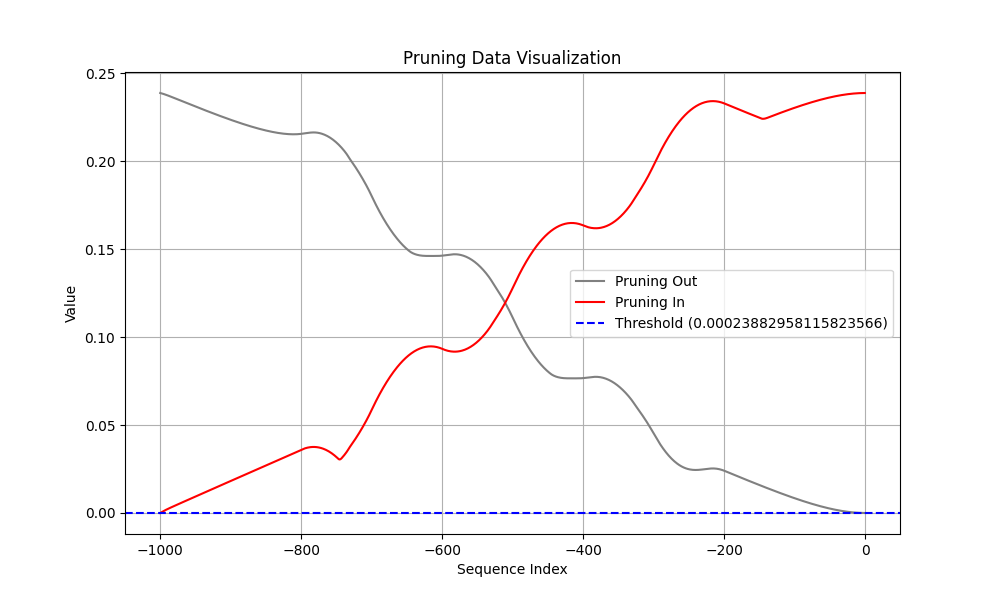 Pruning Data Visualization
0.25
0.20
0.15
0.10
0.05
0.00
Value
Pruning Out
Pruning In
Threshold (0.00023882958115823566)
−1000
−800
−600
−400
−200
0
Sequence Index